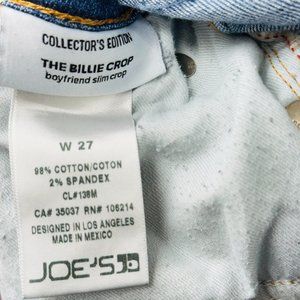 COLLECTOR'S EDITION
THE BILLIE CROP
boyfriend slim crop
W 27
98% COTTON/COTON
2% SPANDEX
CL#138M
CA# 35037 RN# 106214
DESIGNED IN LOS ANGELES
MADE IN MEXICO
JOE'S